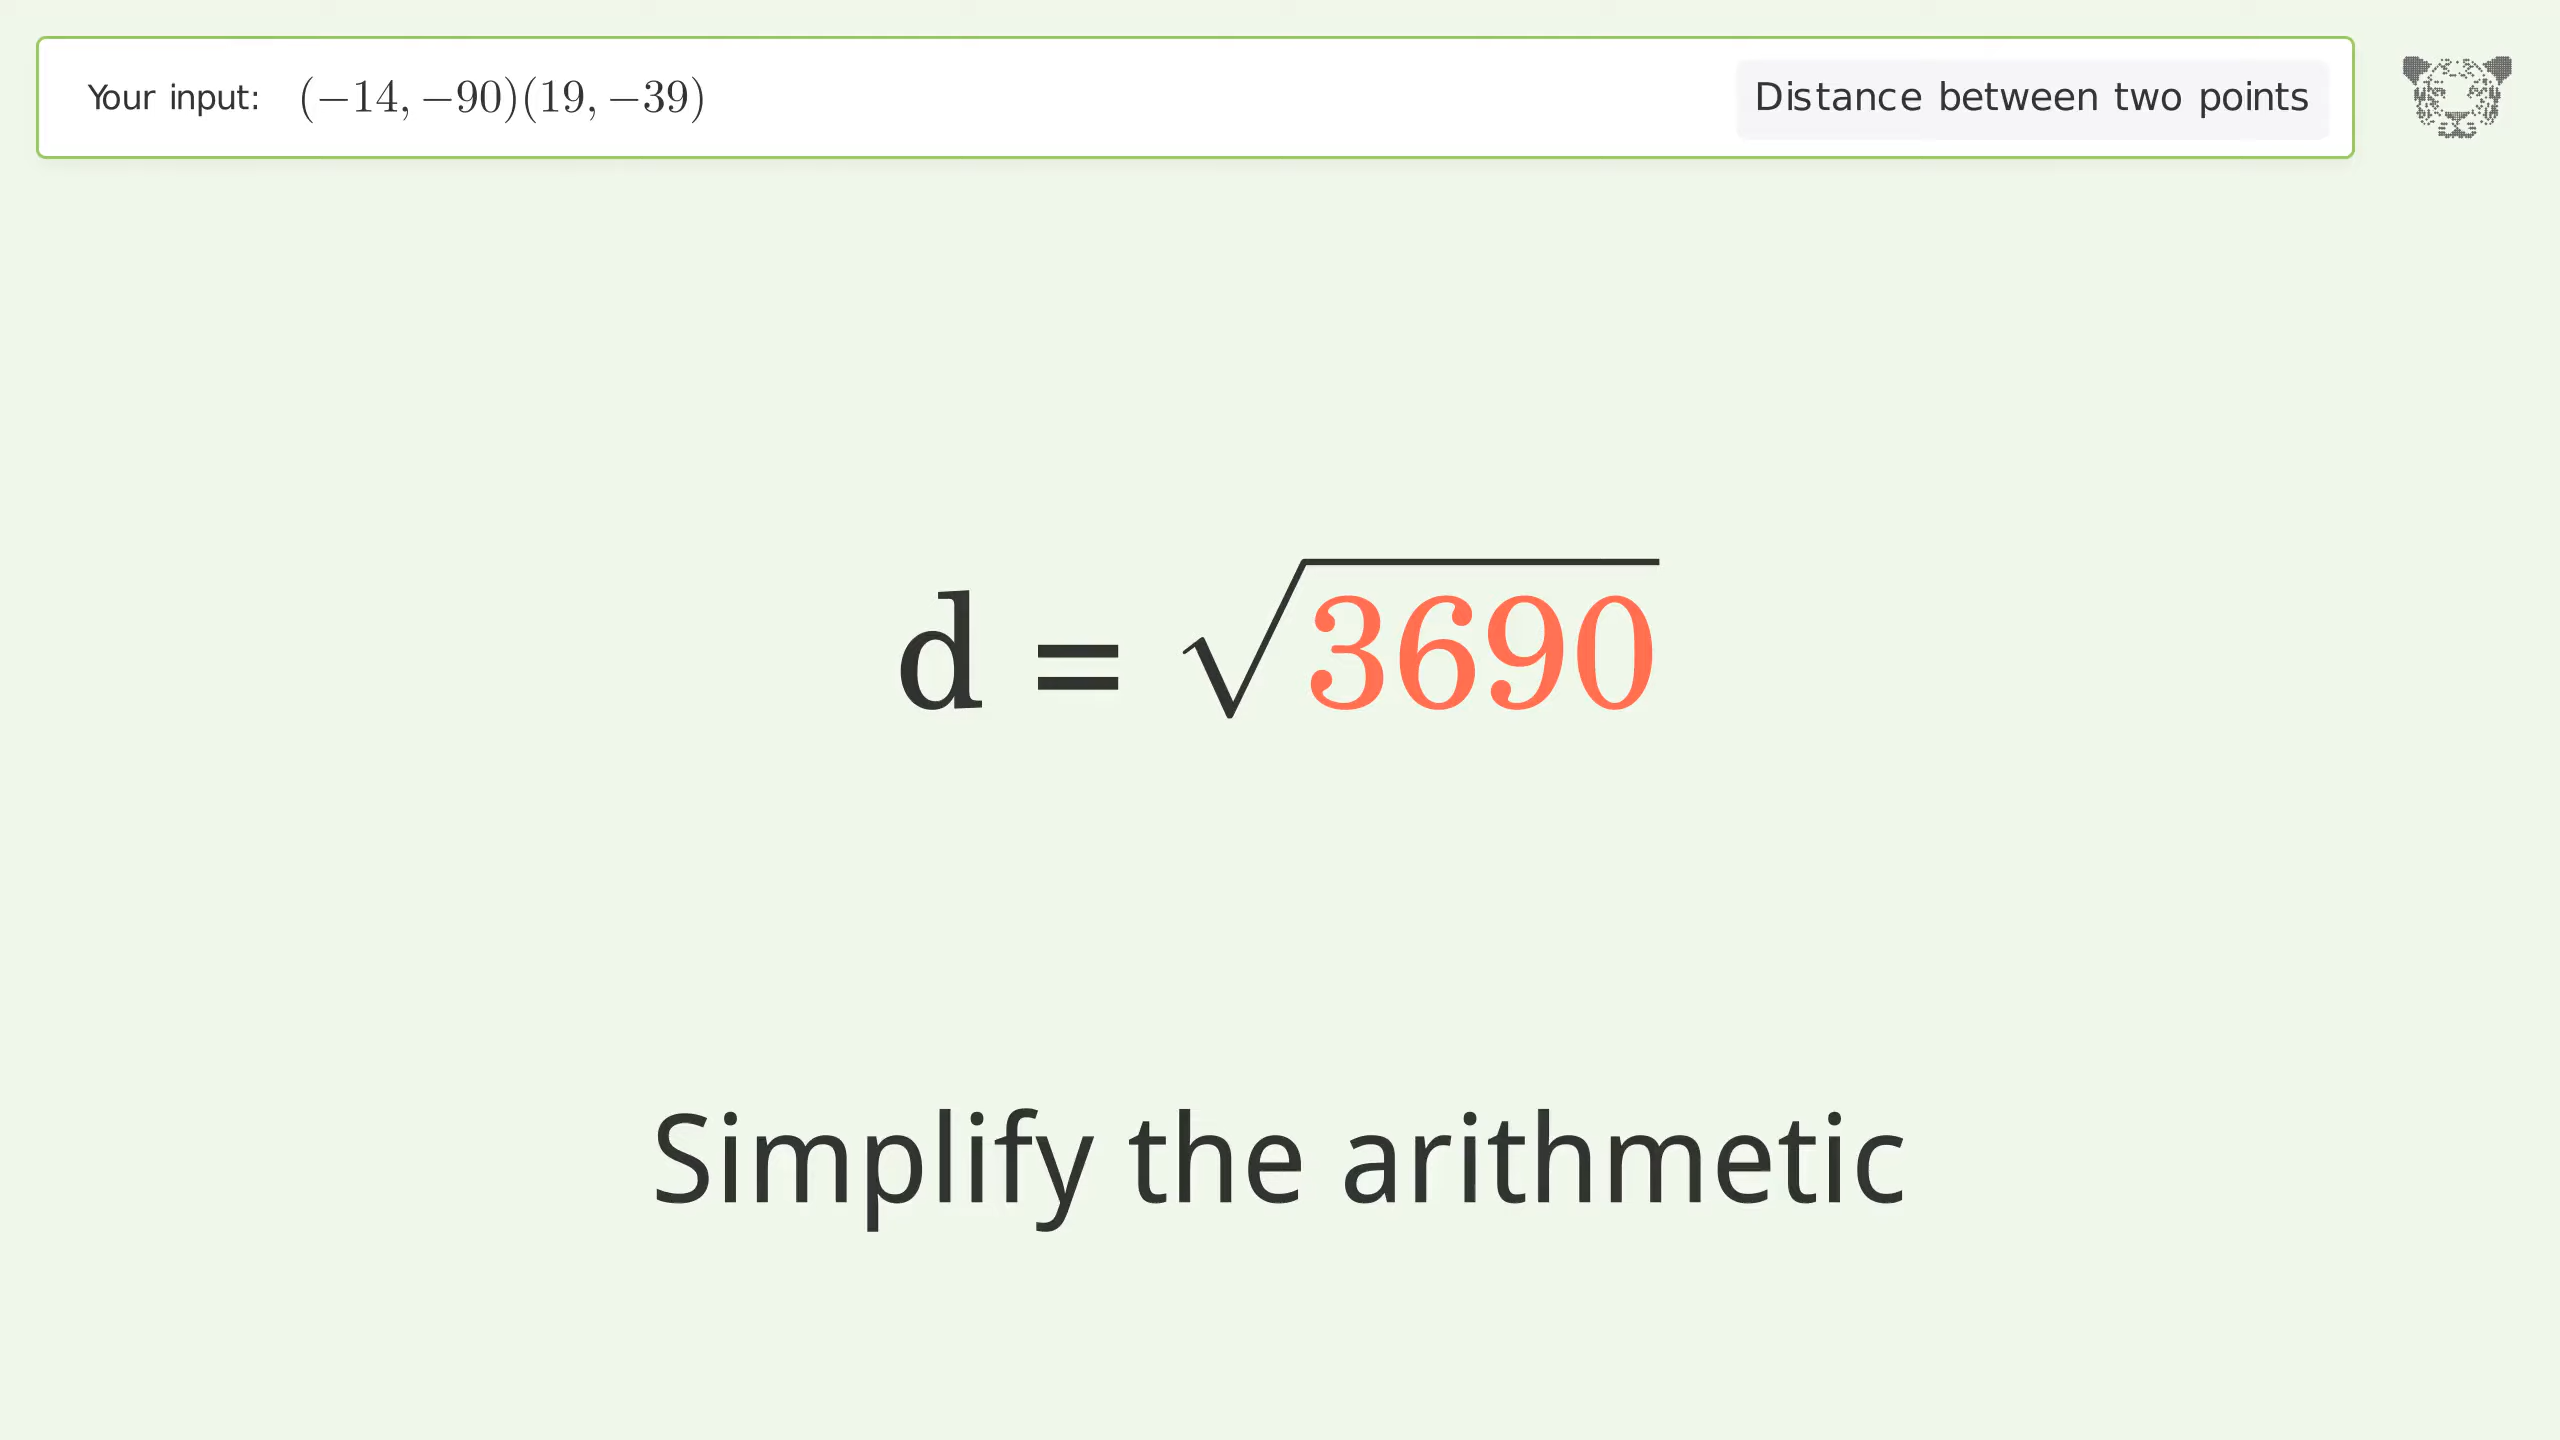 Your input: (−14, −90)(19, −39)
Distance between two points
d = √3690
Simplify the arithmetic